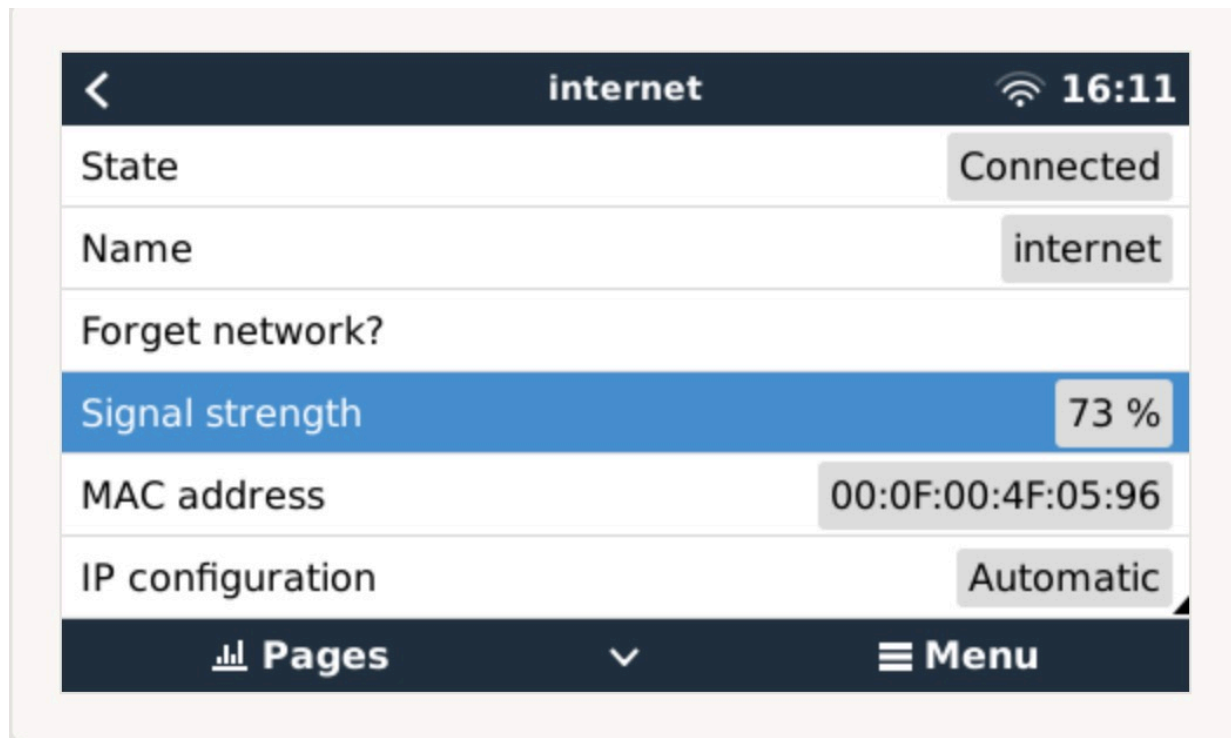 internet 16:11
State Connected
Name internet
Forget network?
Signal strength 73 %
MAC address 00:0F:00:4F:05:96
IP configuration Automatic
Pages Menu